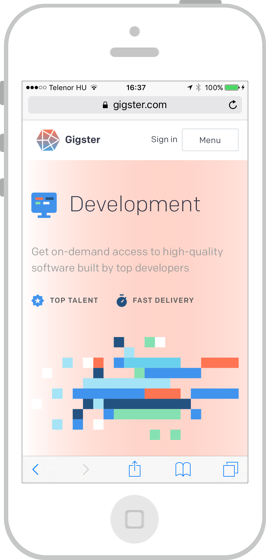 ●●●○○ Telenor HU 16:37 100%
gigster.com
Gigster Sign in Menu
Development
Get on-demand access to high-quality
software built by top developers
TOP TALENT FAST DELIVERY